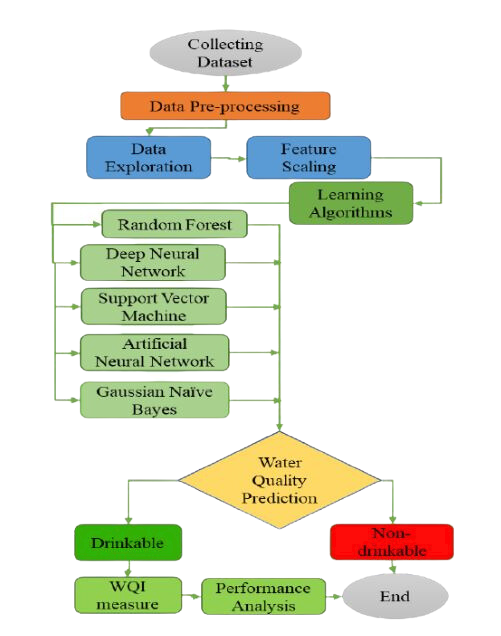 Collecting
Dataset
Data Pre-processing
Data
Exploration
Feature
Scaling
Learning
Algorithms
Random Forest
Deep Neural
Network
Support Vector
Machine
Artificial
Neural Network
Gaussian Naïve
Bayes
Water
Quality
Prediction
Drinkable
Non-
drinkable
WQI
measure
Performance
Analysis
End